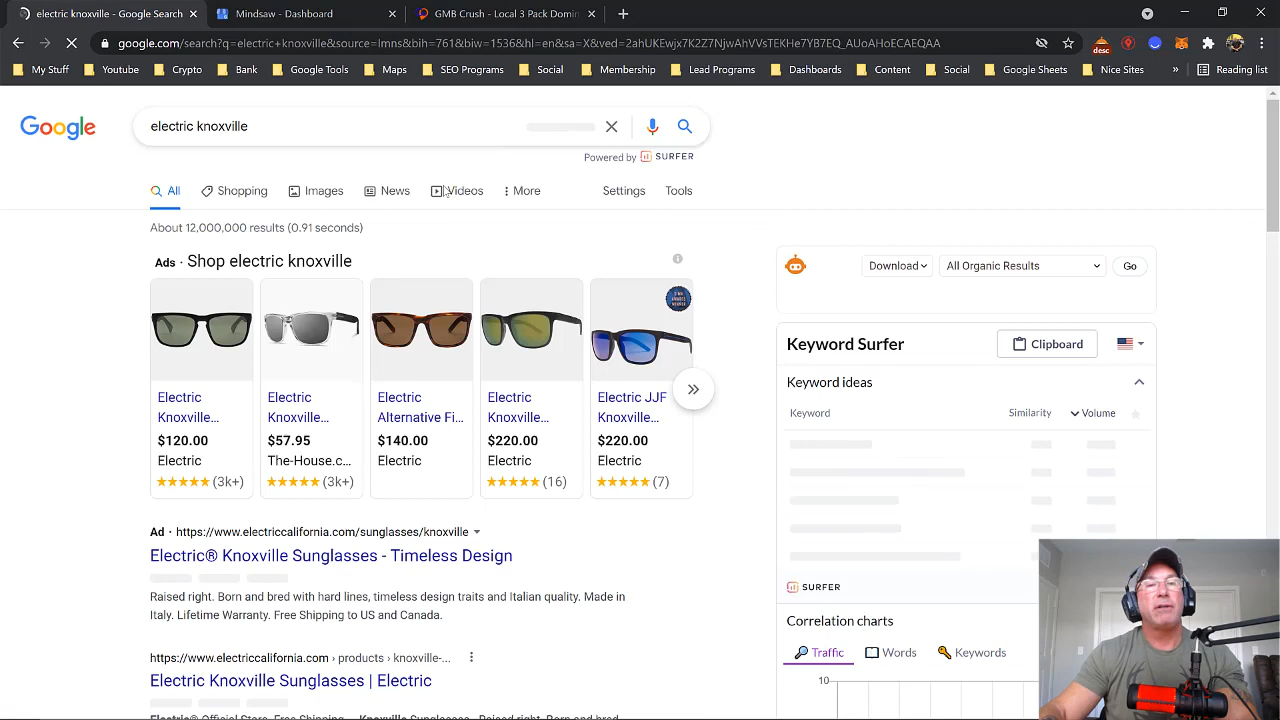 electric knoxville - Google Search
Mindsaw - Dashboard
GMB Crush - Local 3 Pack Domin
google.com/search?q=electric+knoxville&source=lmns&bih=761&biw=1536&hl=en&sa=X&ved=2ahUKEwjx7K2Z7NjwAhVVsTEKHe7YB7EQ_AUoAHoECAEQAA
desc
My Stuff
Youtube
Crypto
Bank
Google Tools
Maps
SEO Programs
Social
Membership
Lead Programs
Dashboards
Content
Social
Google Sheets
Nice Sites
Reading list
Google
electric knoxville
Powered by SURFER
All
Shopping
Images
News
Videos
More
Settings
Tools
About 12,000,000 results (0.91 seconds)
Ads · Shop electric knoxville
Electric Knoxville...
$120.00
Electric
(3k+)
Electric Knoxville...
$57.95
The-House.c...
(3k+)
Electric Alternative Fi...
$140.00
Electric
Electric Knoxville...
$220.00
Electric
(16)
Electric JJF Knoxville...
$220.00
Electric
(7)
Ad · https://www.electriccalifornia.com/sunglasses/knoxville
Electric® Knoxville Sunglasses - Timeless Design
Raised right. Born and bred with hard lines, timeless design traits and Italian quality. Made in
Italy. Lifetime Warranty. Free Shipping to US and Canada.
https://www.electriccalifornia.com › products › knoxville-...
Electric Knoxville Sunglasses | Electric
Download
All Organic Results
Go
Keyword Surfer
Clipboard
Keyword ideas
Keyword
Similarity
Volume
SURFER
Correlation charts
Traffic
Words
Keywords
10